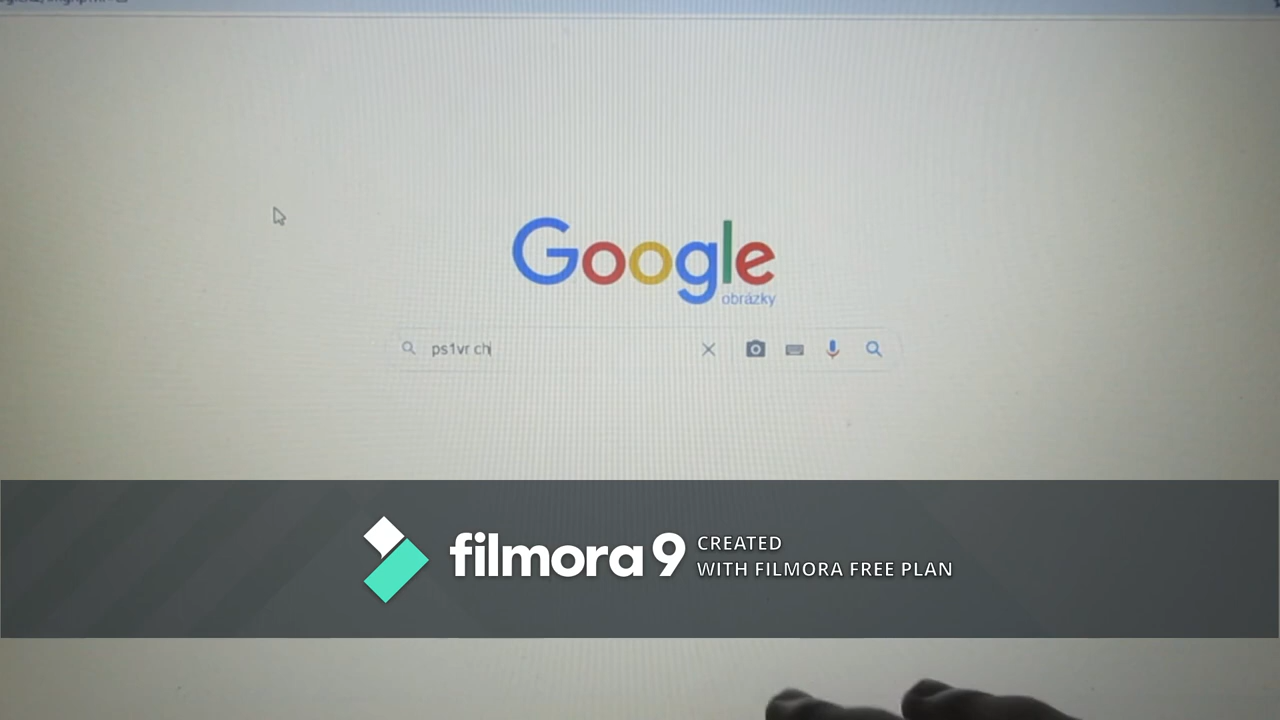 Google
obrázky
ps1vr ch
filmora 9
CREATED
WITH FILMORA FREE PLAN